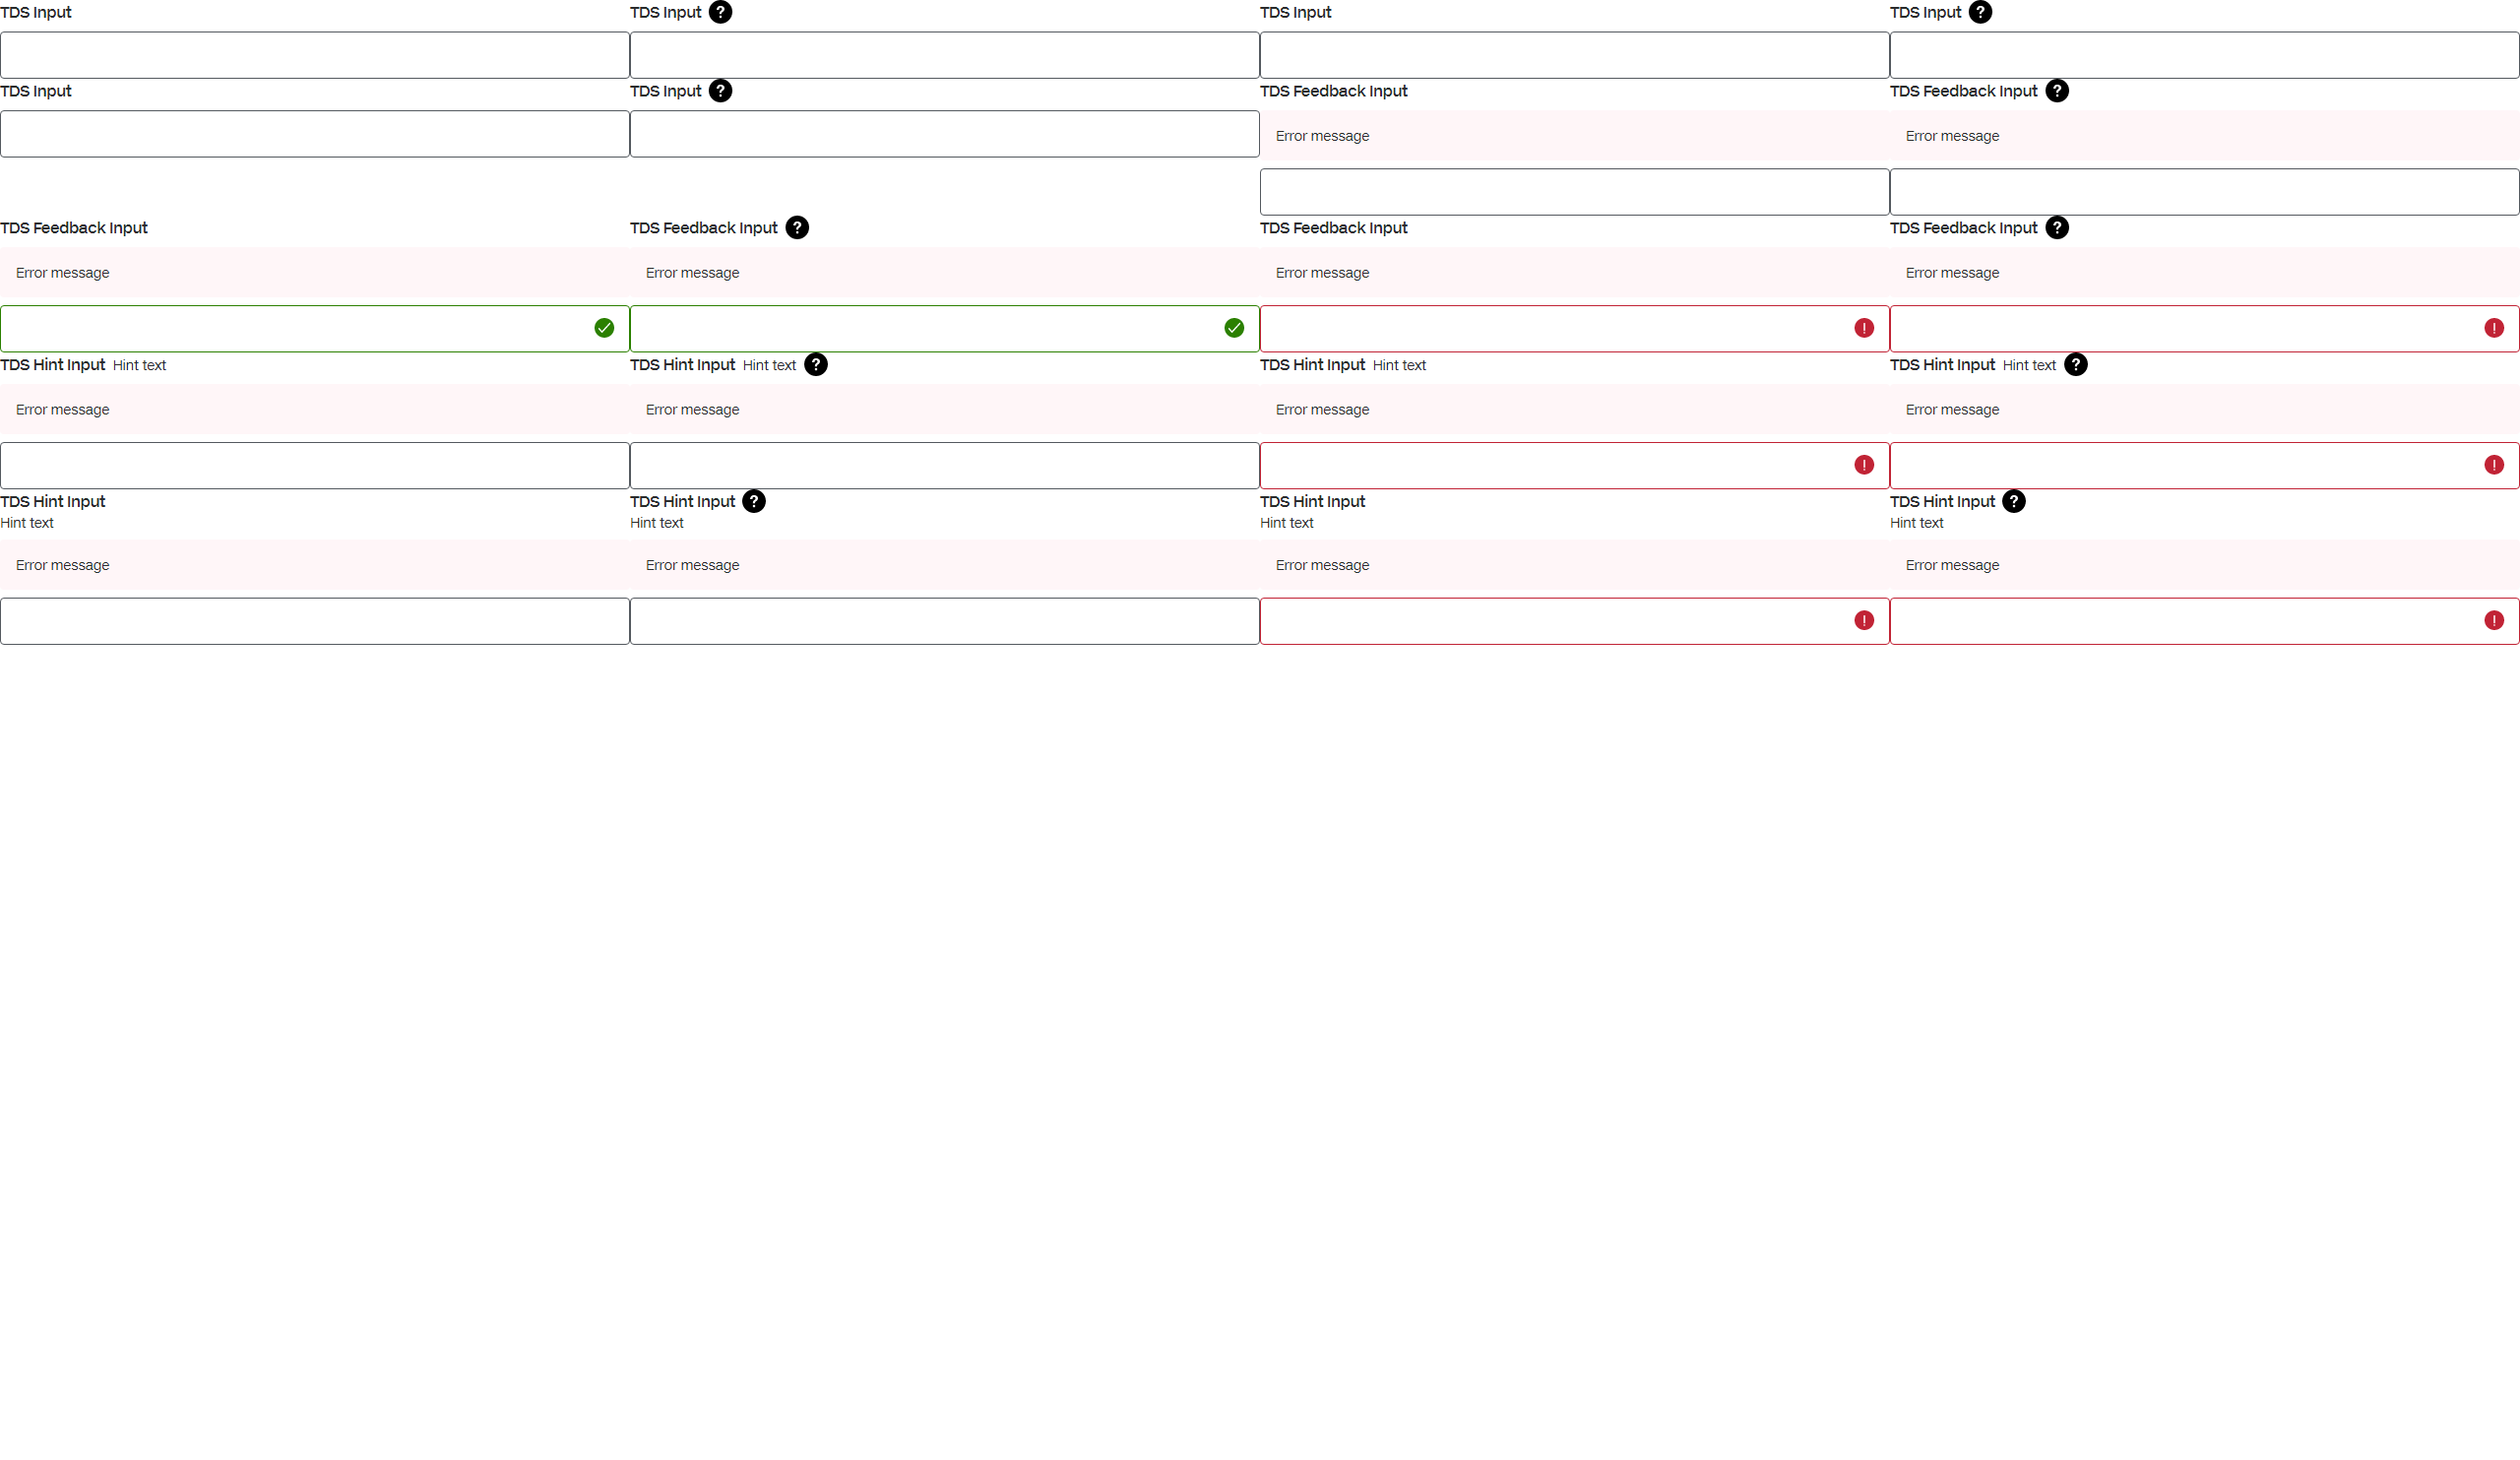 TDS Input TDS Input ? TDS Input TDS Input ?
TDS Input TDS Input ? TDS Feedback Input TDS Feedback Input ?
Error message Error message
TDS Feedback Input TDS Feedback Input ? TDS Feedback Input TDS Feedback Input ?
Error message Error message Error message Error message
! !
TDS Hint Input Hint text TDS Hint Input Hint text ? TDS Hint Input Hint text TDS Hint Input Hint text ?
Error message Error message Error message Error message
! !
TDS Hint Input TDS Hint Input ? TDS Hint Input TDS Hint Input ?
Hint text Hint text Hint text Hint text
Error message Error message Error message Error message
! !